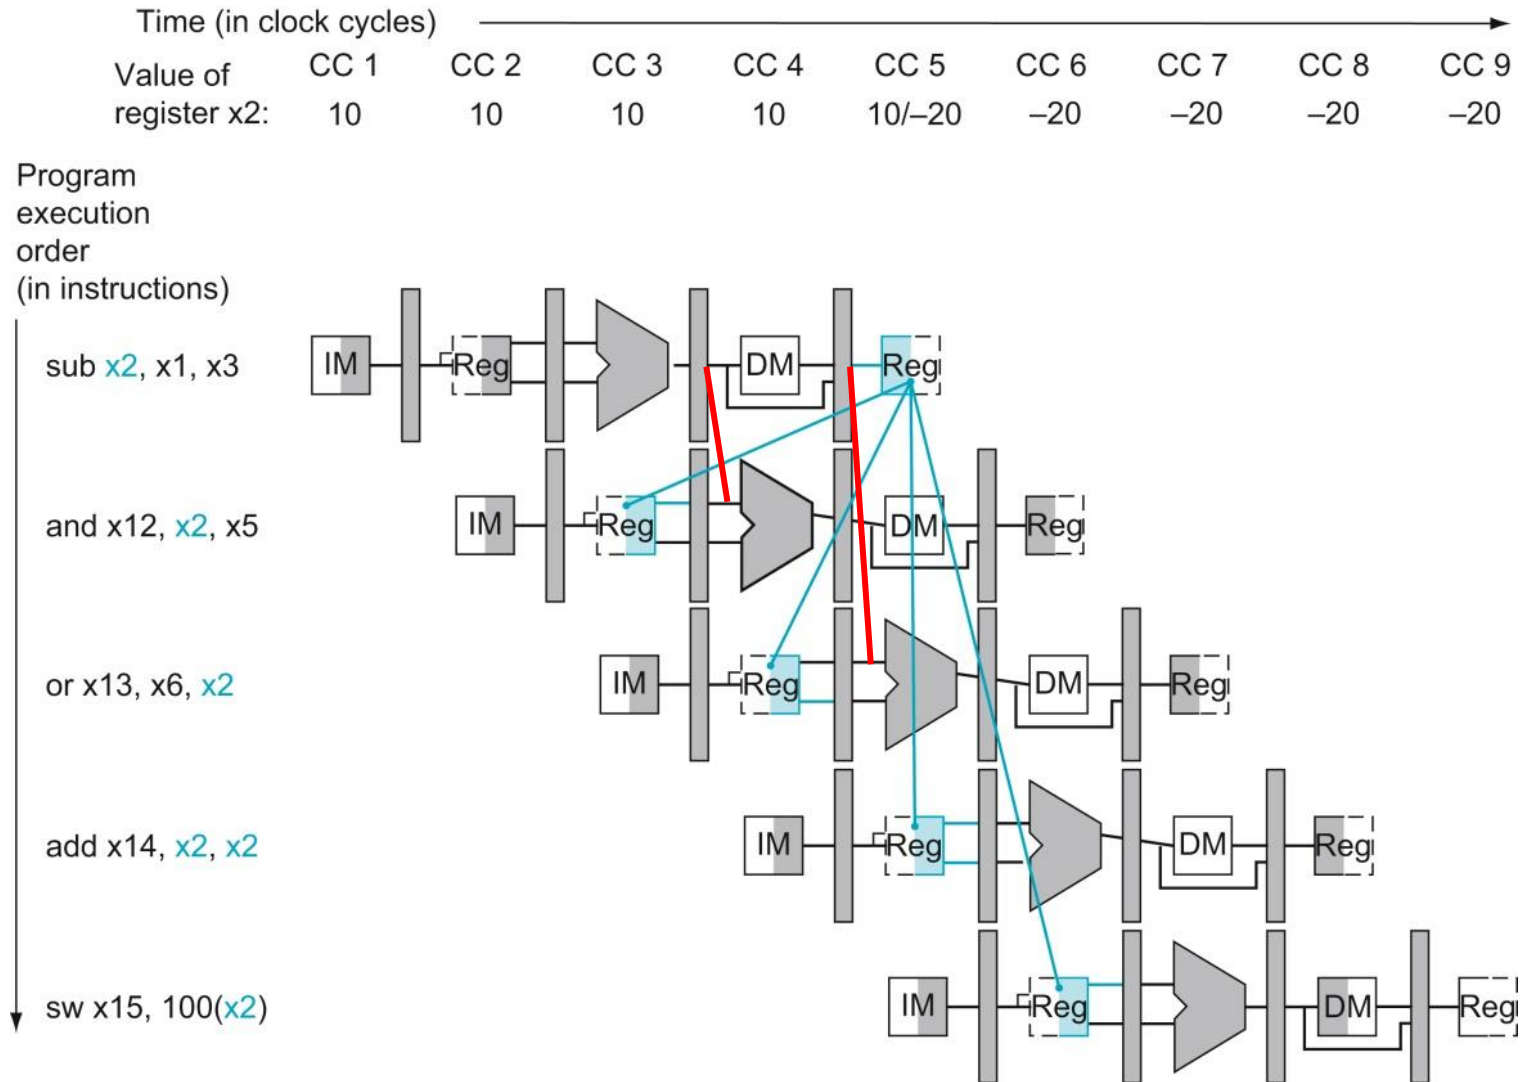 Time (in clock cycles)
Value of register x2:
CC 1 CC 2 CC 3 CC 4 CC 5 CC 6 CC 7 CC 8 CC 9
10 10 10 10 10/–20 –20 –20 –20 –20
Program
execution
order
(in instructions)
sub x2, x1, x3
IM Reg DM Reg
and x12, x2, x5
IM Reg DM Reg
or x13, x6, x2
IM Reg DM Reg
add x14, x2, x2
IM Reg DM Reg
sw x15, 100(x2)
IM Reg DM Reg